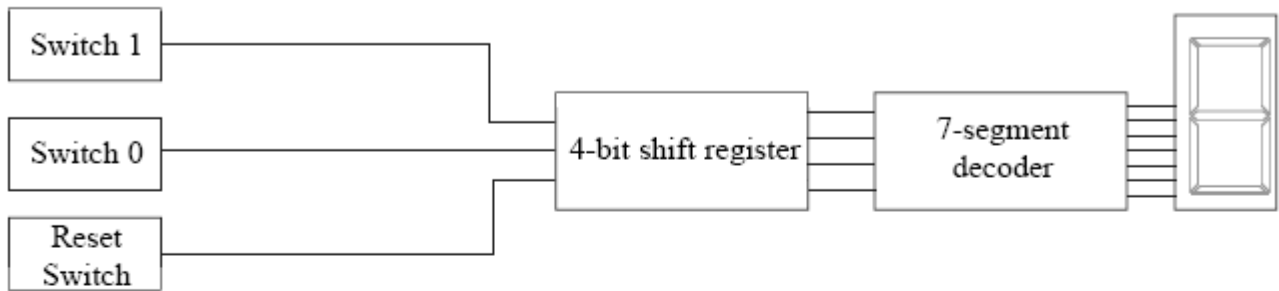 Switch 1
Switch 0
Reset
Switch
4-bit shift register
7-segment
decoder